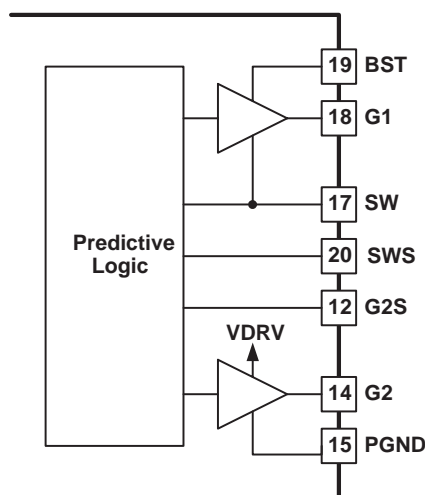 19 BST
18 G1
17 SW
Predictive
Logic
20 SWS
12 G2S
VDRV
14 G2
15 PGND